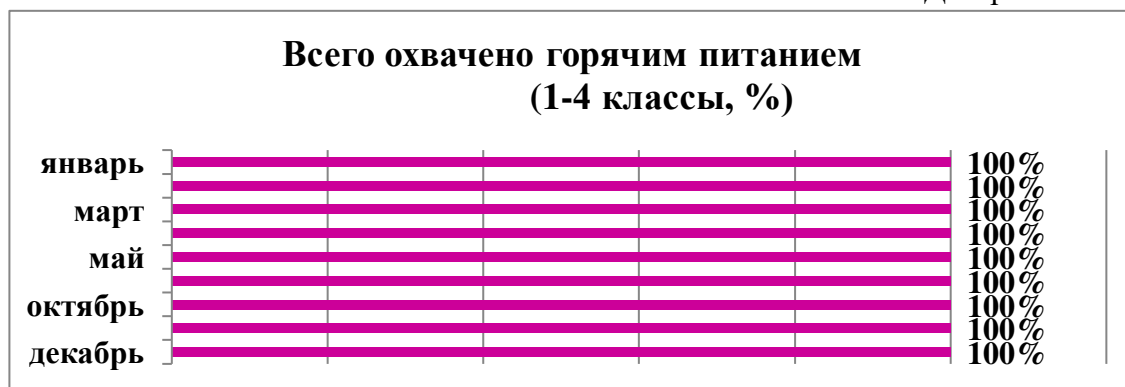 Всего охвачено горячим питанием
(1-4 классы, %)
январь 100%
100%
март 100%
100%
май 100%
100%
октябрь 100%
100%
декабрь 100%